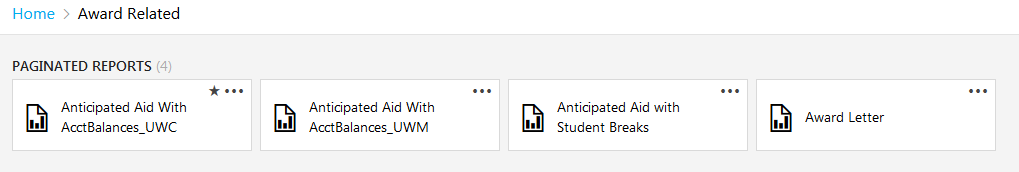 Home > Award Related
PAGINATED REPORTS (4)
Anticipated Aid With
AcctBalances_UWC
Anticipated Aid With
AcctBalances_UWM
Anticipated Aid with
Student Breaks
Award Letter